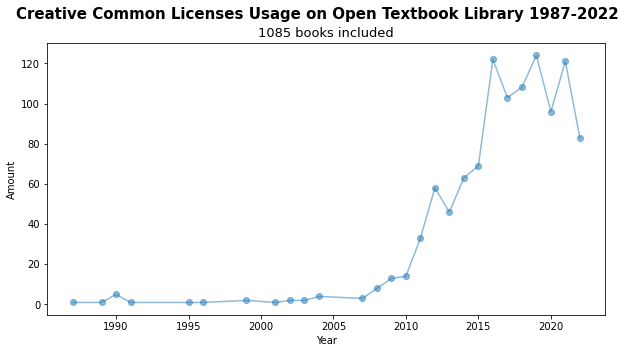 Creative Common Licenses Usage on Open Textbook Library 1987-2022
1085 books included
120
100
80
60
40
20
0
Amount
1990 1995 2000 2005 2010 2015 2020
Year